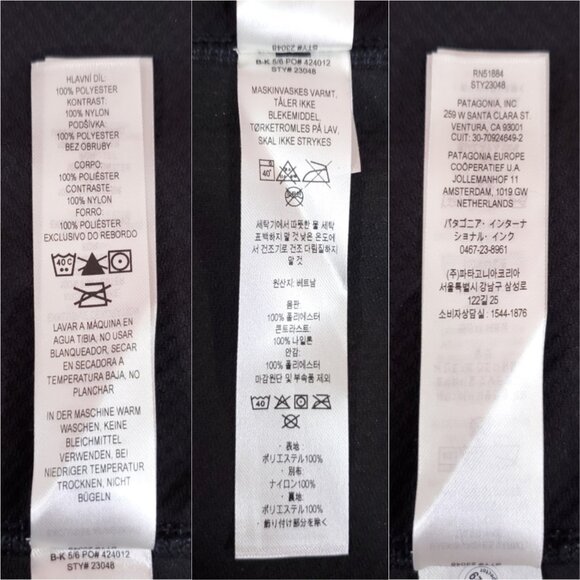 HLAVNÍ DÍL:
100% POLYESTER
KONTRAST:
100% NYLON
PODŠÍVKA:
100% POLYESTER
BEZ OBRUBY
CORPO:
100% POLIÉSTER
CONTRASTE
100% NYLON
FORRO:
100% POLIÉSTER
EXCLUSIVO DO REBORDO
40 C
LAVAR A MÁQUINA EN
AGUA TIBIA, NO USAR
BLANQUEADOR, SECAR
EN SECADORA A
TEMPERATURA BAJA, NO
PLANCHAR
IN DER MASCHINE WARM
WASCHEN, KEINE
BLEICHMITTEL
VERWENDEN, BEI
NIEDRIGER TEMPERATUR
TROCKNEN, NICHT
BÜGELN
B-K 5/6 PO# 424012
STY# 23048
STY# 23048
B-K 5/6 PO# 424012
STY# 23048
MASKINVASKES VARMT,
TÅLER IKKE
BLEKEMIDDEL,
TØRKETROMLES PÅ LAV,
SKAL IKKE STRYKES
40°
세탁기에서 따뜻한 물 세탁
표백하지 말 것 낮은 온도에
서 건조기로 건조 다림질하지
말 것
원산지: 베트남
몸판:
100% 폴리에스터
콘트라스트:
100% 나일론
안감:
100% 폴리에스터
마감원단 및 부속품 제외
40
・表地
ポリエステル100%
・別布
ナイロン100%
・裏地
ポリエステル100%
・飾り付け部分を除く
RN51884
STY23048
PATAGONIA, INC
259 W SANTA CLARA ST
VENTURA, CA 93001
CUIT: 30-70924649-2
PATAGONIA EUROPE
COÖPERATIEF U.A
JOLLEMANHOF 11
AMSTERDAM, 1019 GW
NETHERLANDS
パタゴニア・インターナ
ショナル・インク
0467-23-8961
(주)파타고니아코리아
서울특별시 강남구 삼성로
122길 25
소비자상담실 : 1544-1876